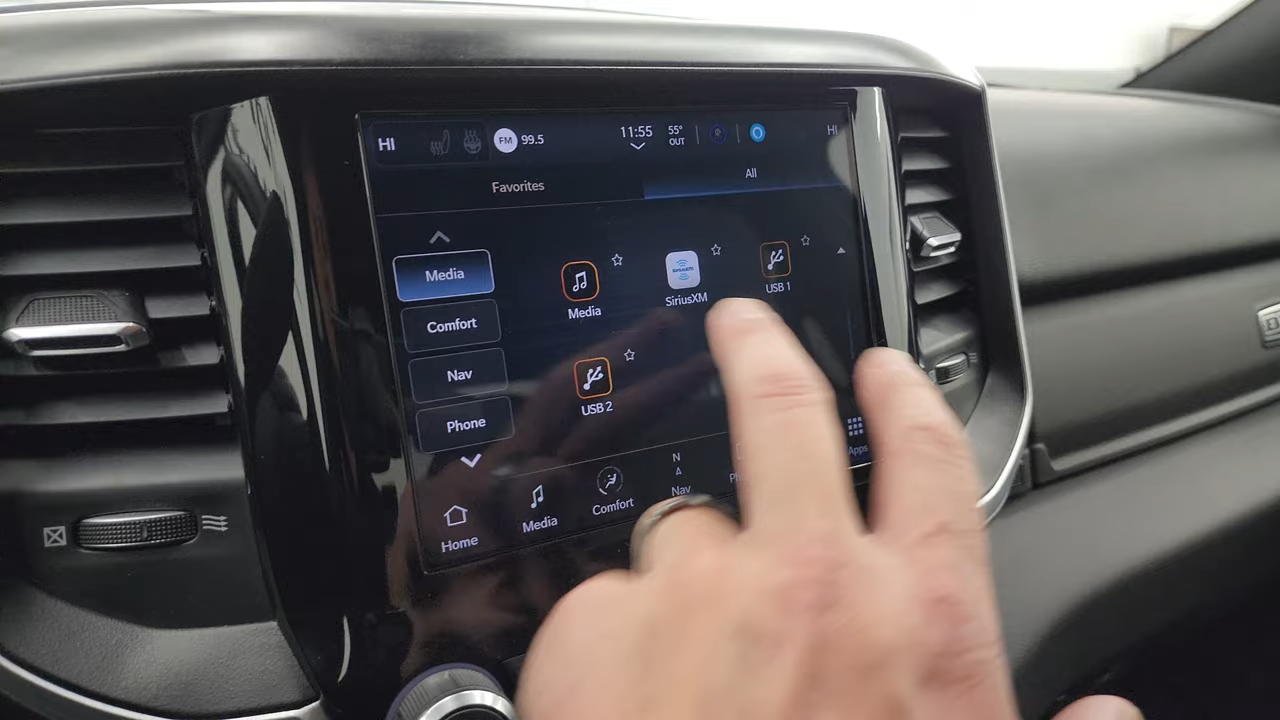 HI FM 99.5 11:55 55° OUT HI
Favorites All
Media
Comfort
Nav
Phone
Media
SiriusXM
USB 1
USB 2
Home
Media
Comfort
N
Nav
Apps